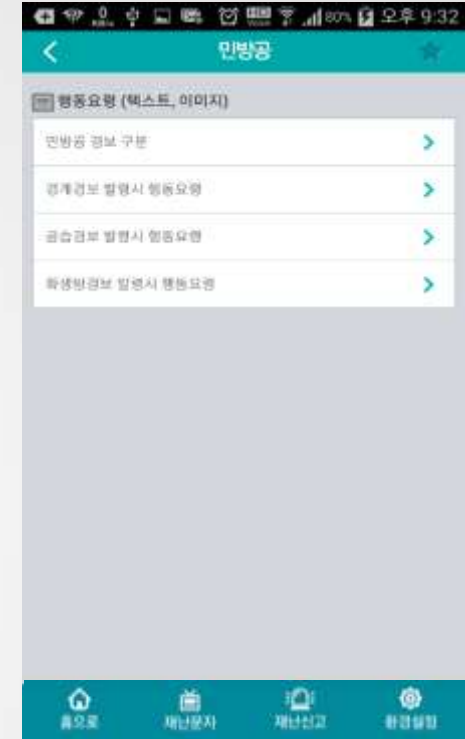 80% 오후 9:32
민방공
행동요령 (텍스트, 이미지)
민방공 경보 구분
경계경보 발령시 행동요령
공습경보 발령시 행동요령
화생방경보 발령시 행동요령
홈으로 재난문자 재난신고 환경설정